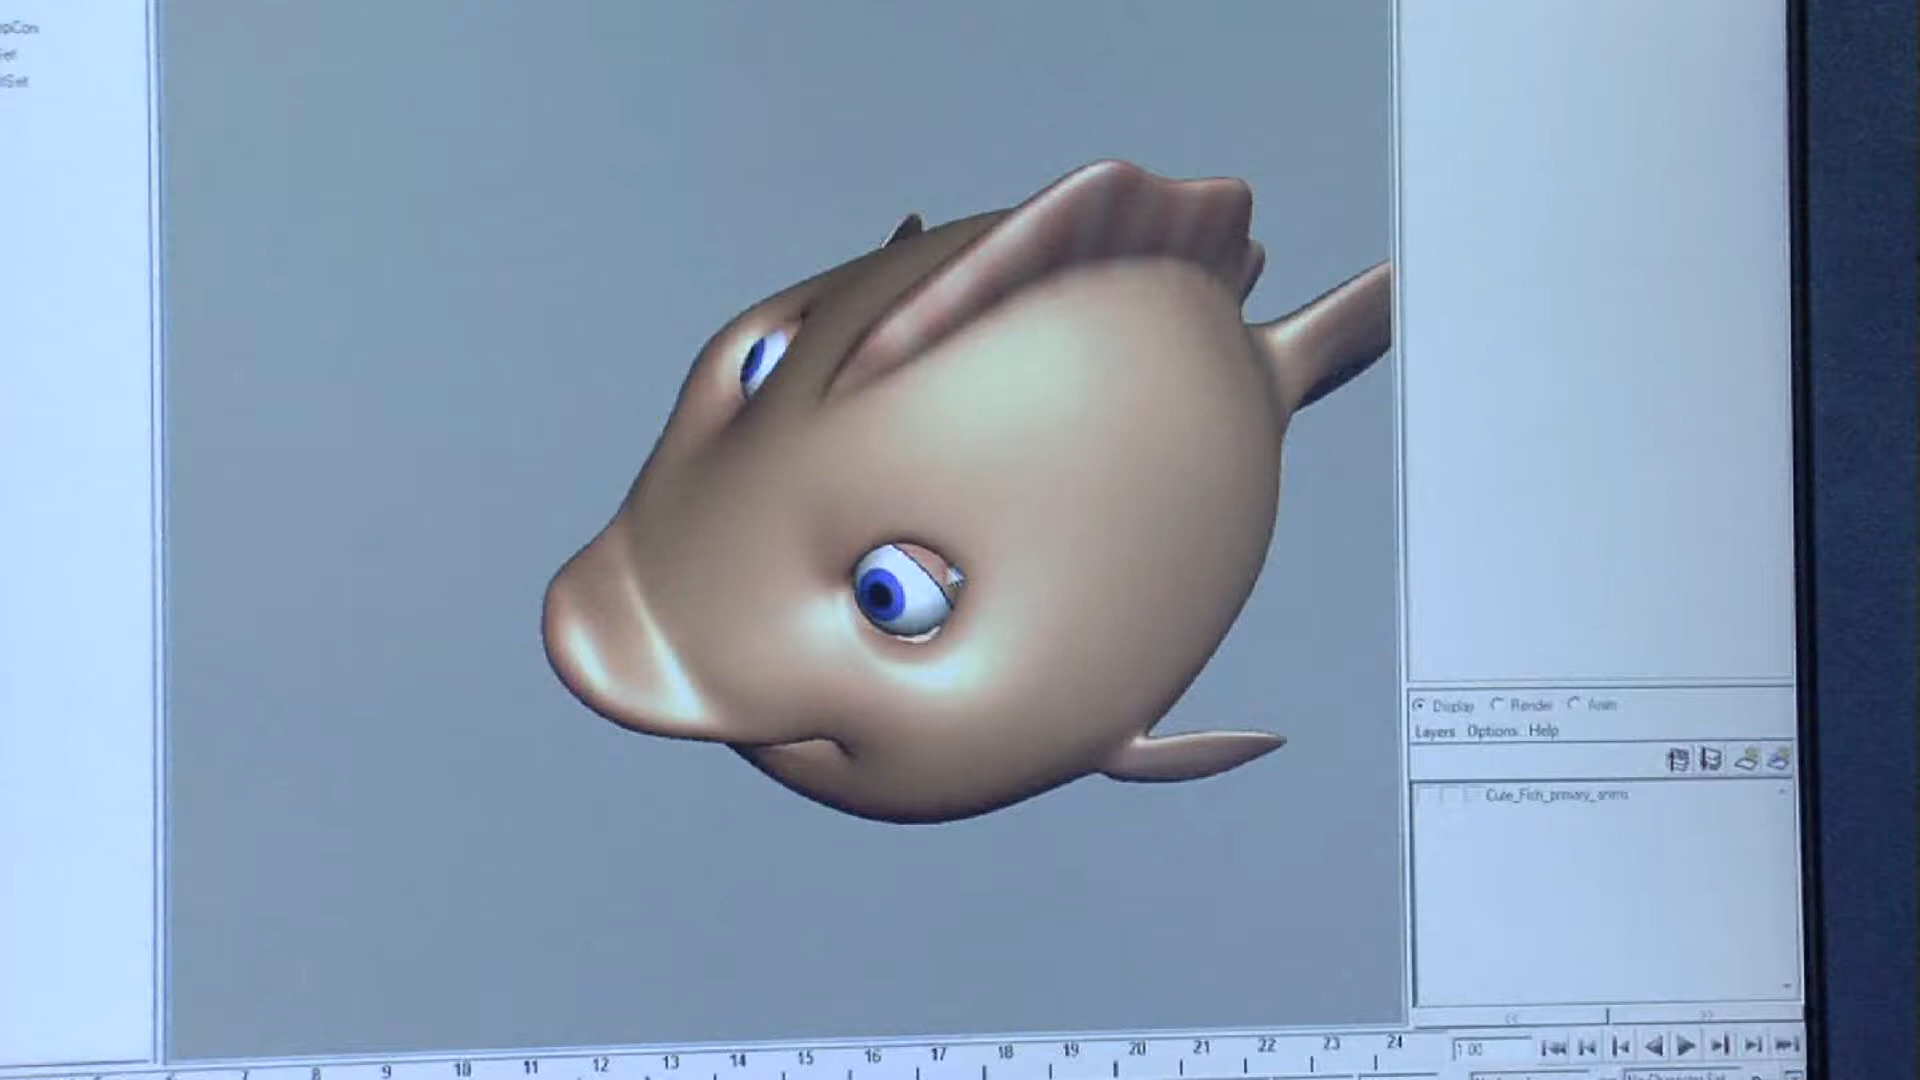 Set
Display Render Anim
Layers Options Help
Cute_Fish_primary_anims
9 10 11 12 13 14 15 16 17 18 19 20 21 22 23 24
1.00